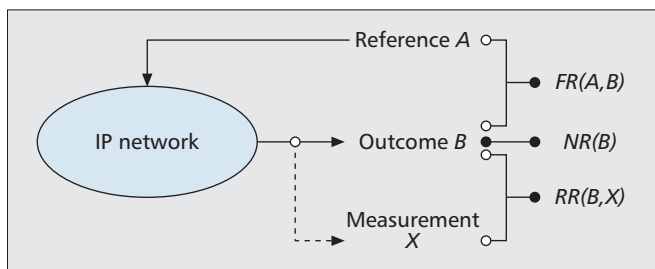 Reference A
FR(A,B)
IP network
Outcome B
NR(B)
RR(B,X)
Measurement
X